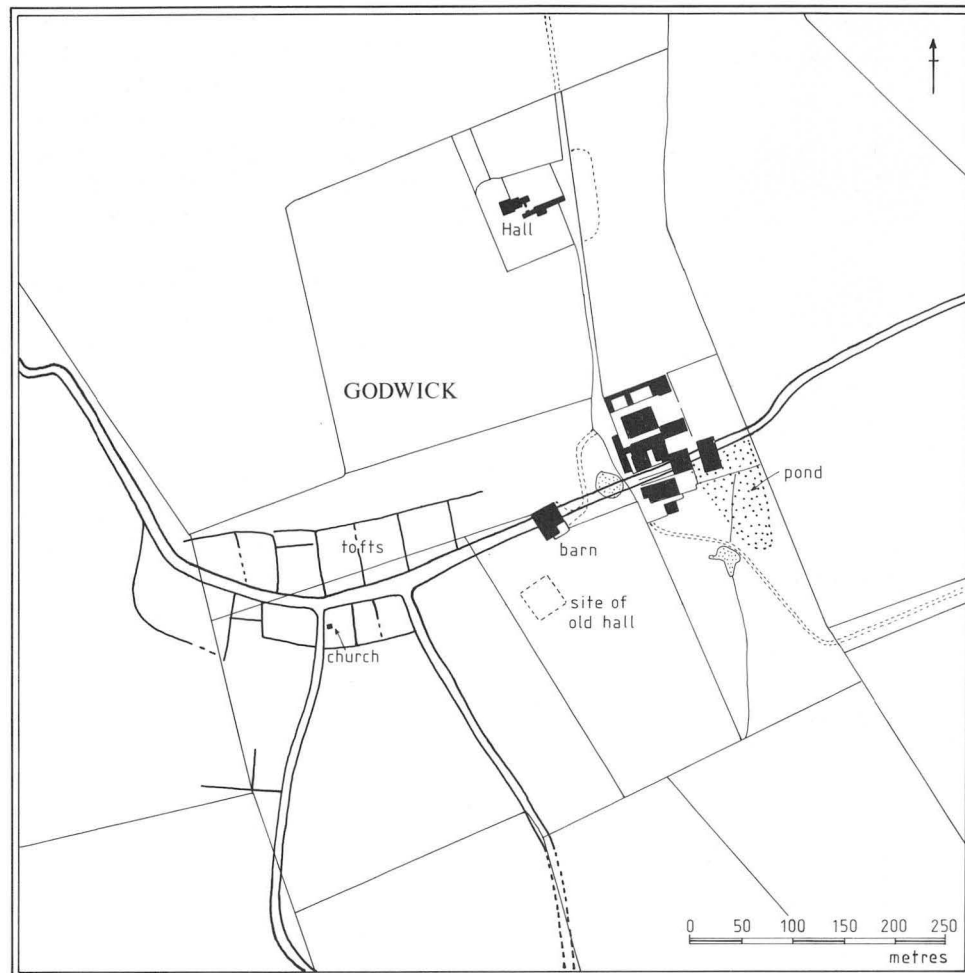 Hall
GODWICK
pond
tofts
barn
site of
old hall
church
0 50 100 150 200 250
metres